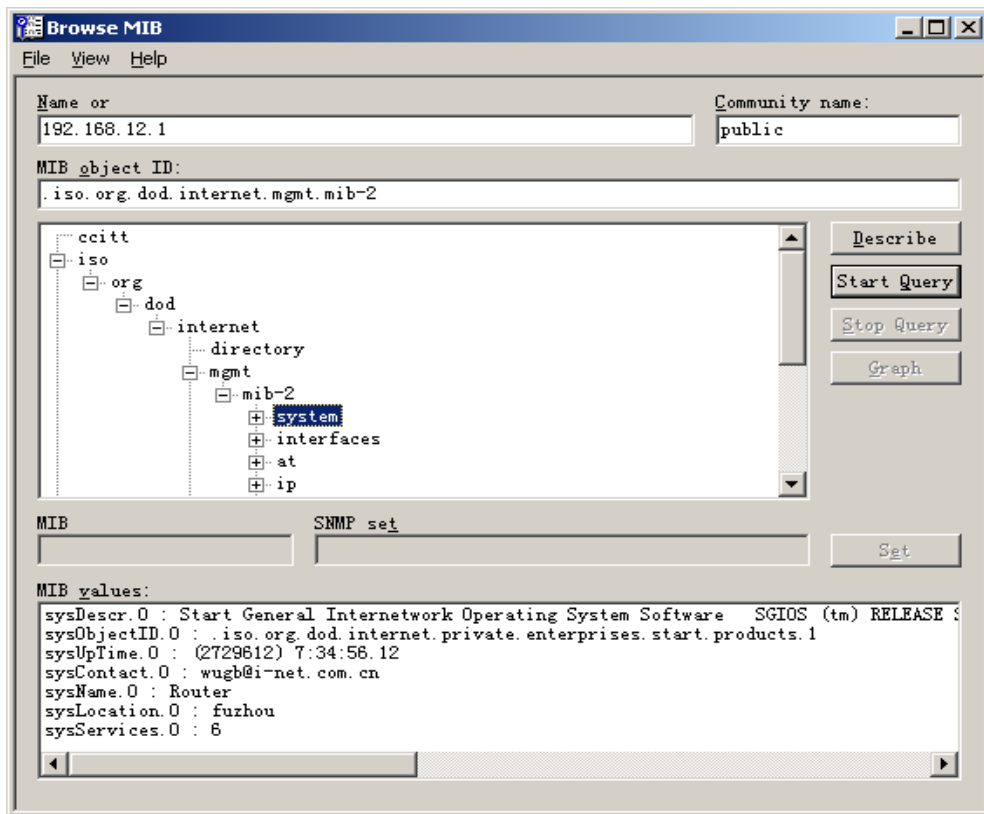 Browse MIB
File View Help
Name or
Community name:
192.168.12.1
public
MIB object ID:
.iso.org.dod.internet.mgmt.mib-2
ccitt
iso
org
dod
internet
directory
mgmt
mib-2
system
interfaces
at
ip
Describe
Start Query
Stop Query
Graph
MIB
SNMP set
Set
MIB values:
sysDescr.0 : Start General Internetwork Operating System Software SGIOS (tm) RELEASE
sysObjectID.0 : .iso.org.dod.internet.private.enterprises.start.products.1
sysUpTime.0 : (2729612) 7:34:56.12
sysContact.0 : wugb@i-net.com.cn
sysName.0 : Router
sysLocation.0 : fuzhou
sysServices.0 : 6